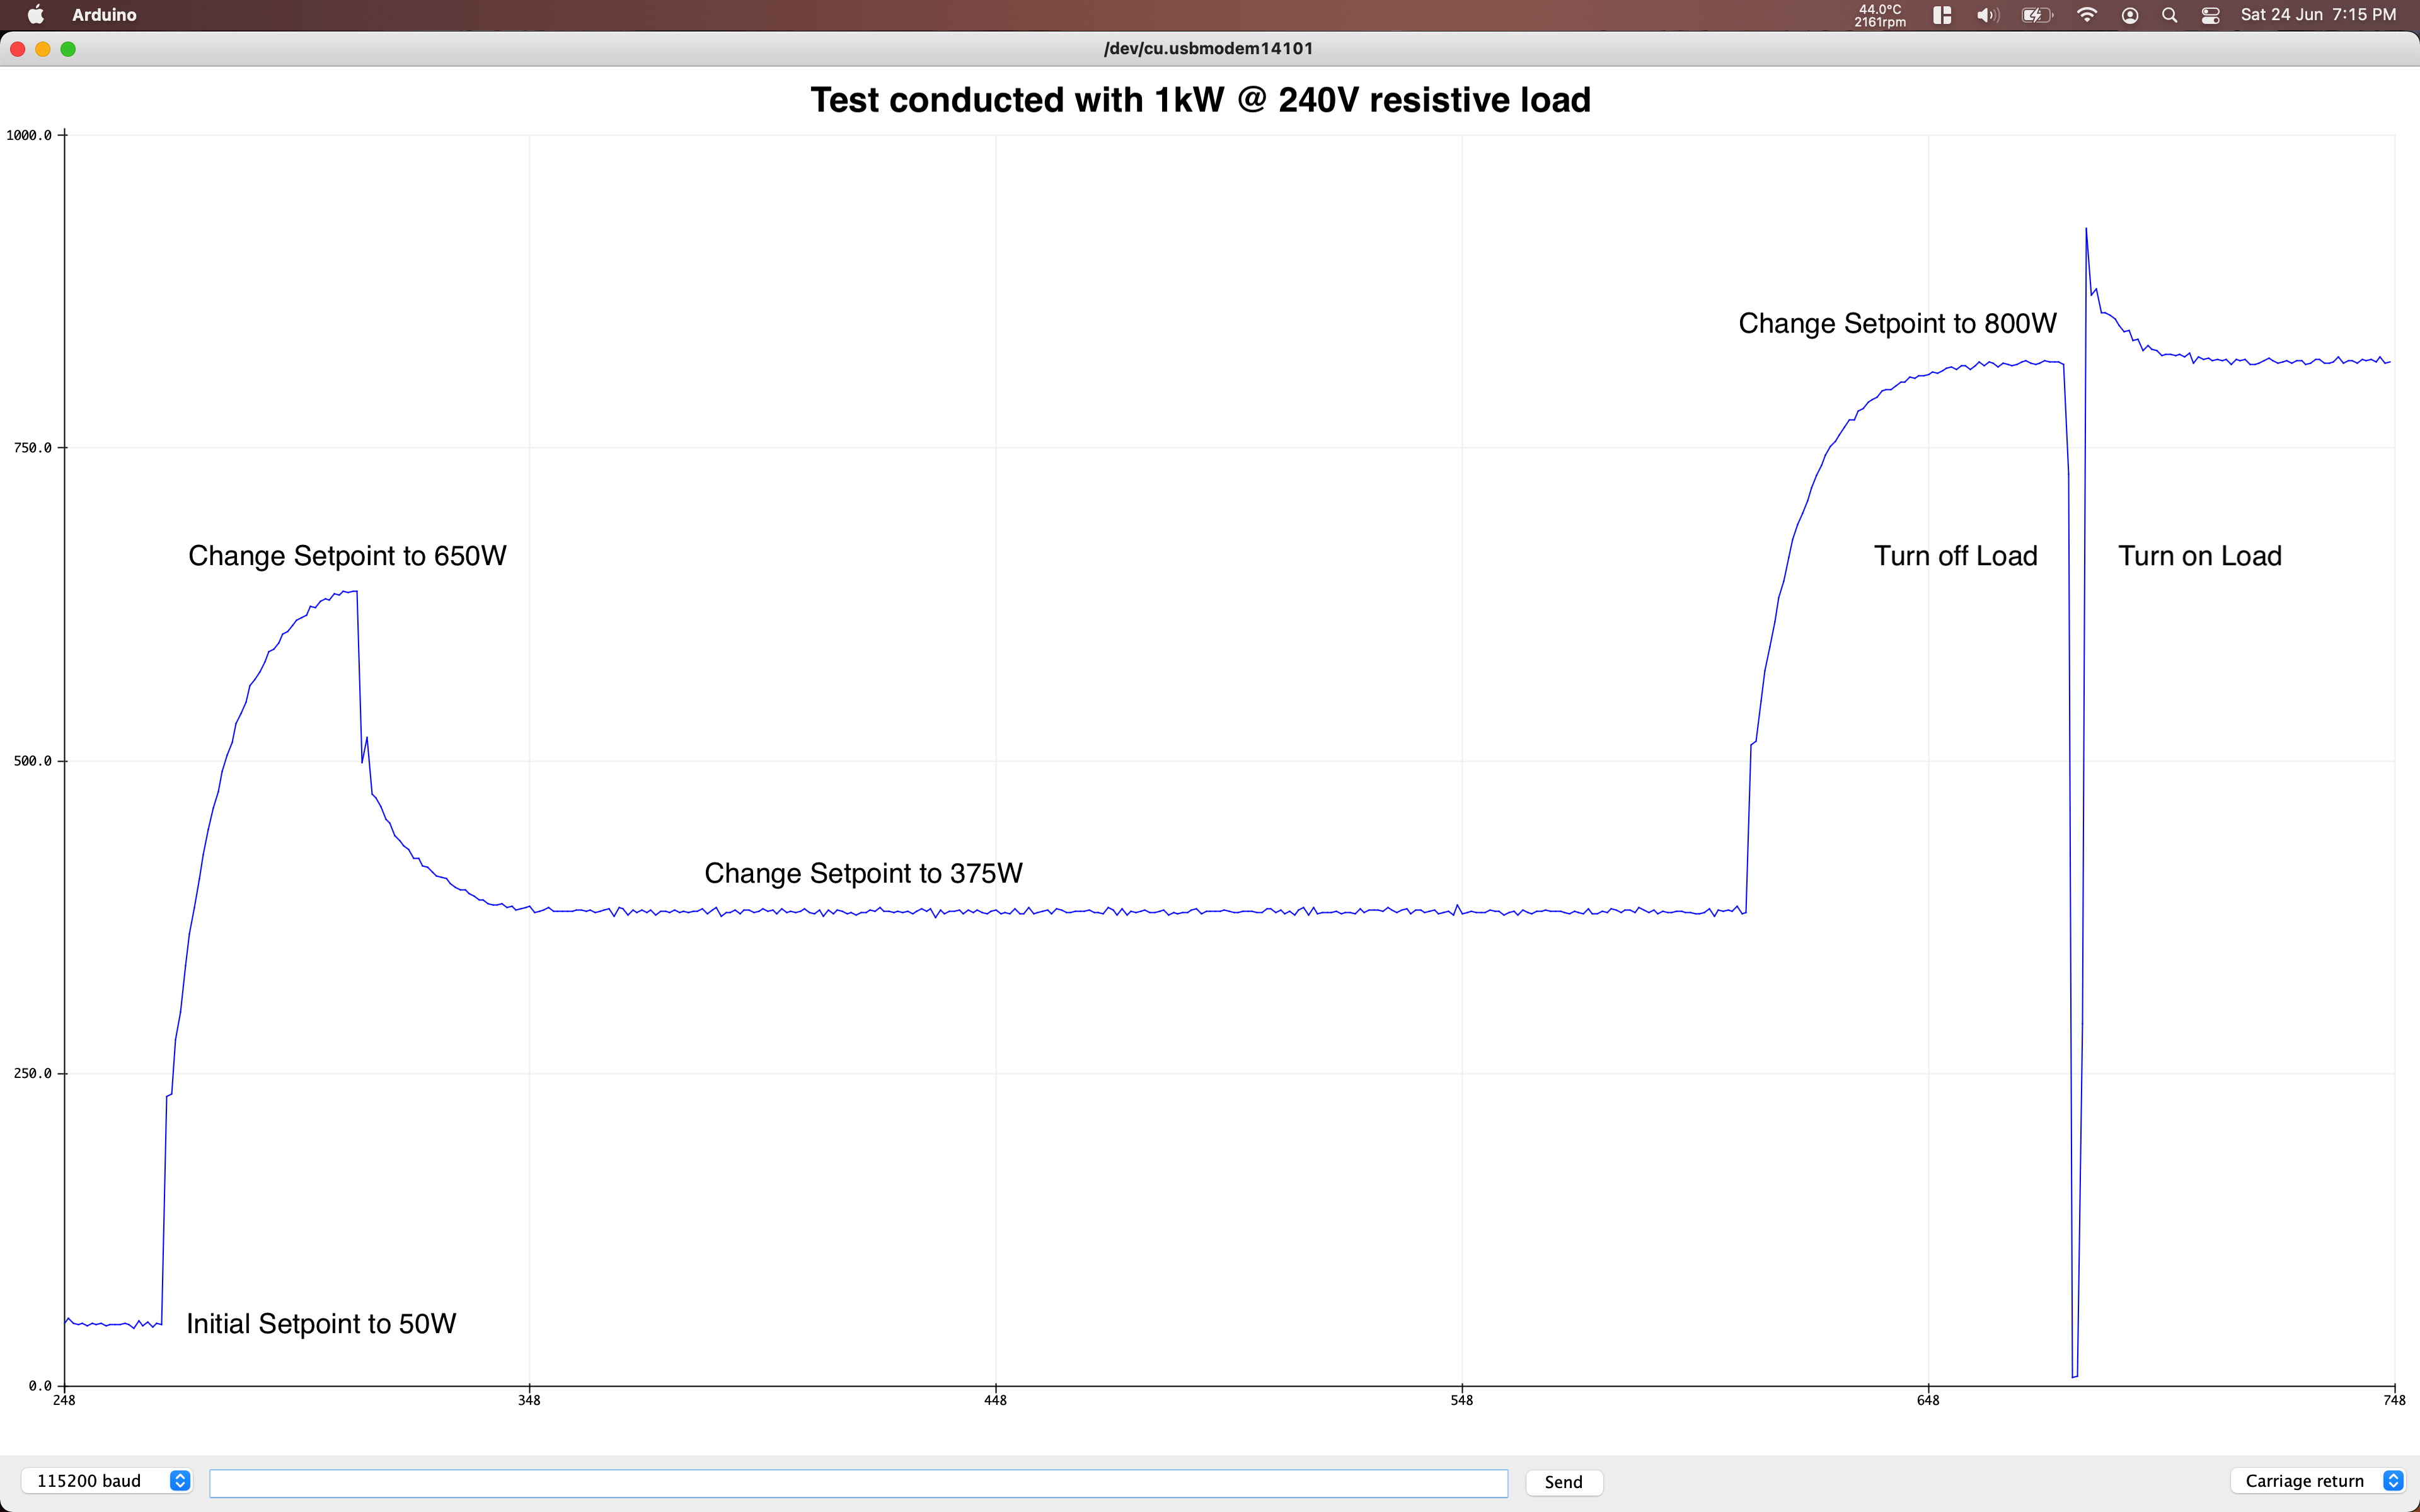 Arduino
44.0°C
2161rpm
Sat 24 Jun 7:15 PM
/dev/cu.usbmodem14101
Test conducted with 1kW @ 240V resistive load
1000.0
Change Setpoint to 800W
750.0
Change Setpoint to 650W
Turn off Load
Turn on Load
500.0
Change Setpoint to 375W
250.0
Initial Setpoint to 50W
0.0
248 348 448 548 648 748
115200 baud
Send
Carriage return